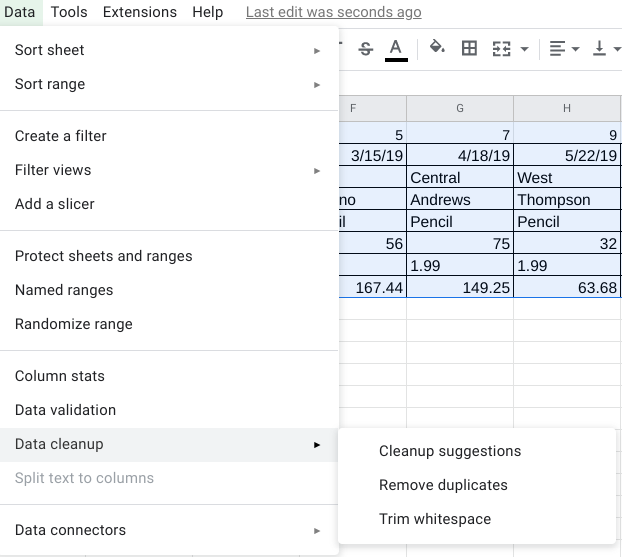 Data Tools Extensions Help Last edit was seconds ago
Sort sheet
Sort range
Create a filter
Filter views
Add a slicer
Protect sheets and ranges
Named ranges
Randomize range
Column stats
Data validation
Data cleanup
Split text to columns
Data connectors
Cleanup suggestions
Remove duplicates
Trim whitespace
S A
F G H
5 7 9
3/15/19 4/18/19 5/22/19
Central West
no Andrews Thompson
il Pencil Pencil
56 75 32
1.99 1.99
167.44 149.25 63.68